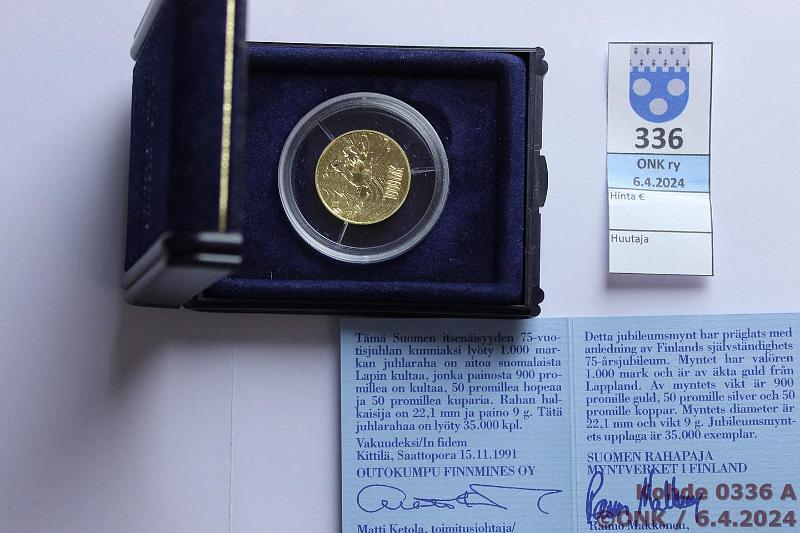 336
ONK ry
6.4.2024
Hinta €
Huutaja
Tämä Suomen itsenäisyyden 75-vuo-
tisjuhlan kunniaksi lyöty 1.000 mar-
kan juhlaraha on aitoa suomalaista
Lapin kultaa, jonka painosta 900 pro-
millea on kultaa, 50 promillea hopeaa
ja 50 promillea kuparia. Rahan hal-
kaisija on 22,1 mm ja paino 9 g. Tätä
juhlarahaa on lyöty 35.000 kpl.
Vakuudeksi/In fidem
Kittilä, Saattopora 15.11.1991
OUTOKUMPU FINNMINES OY
Matti Ketola, toimitusjohtaja/
Detta jubileumsmynt har präglats med
anledning av Finlands självständighets
75-årsjubileum. Myntet har valören
1.000 mark och är av äkta guld från
Lappland. Av myntets vikt är 900
promille guld, 50 promille silver och 50
promille koppar. Myntets diameter är
22,1 mm och vikt 9 g. Jubileumsmynt-
ets upplaga är 35.000 exemplar.
SUOMEN RAHAPAJA
MYNTVERKET I FINLAND
Raimo Makkonen,
Kohde 0336 A
©ONK / 6.4.2024